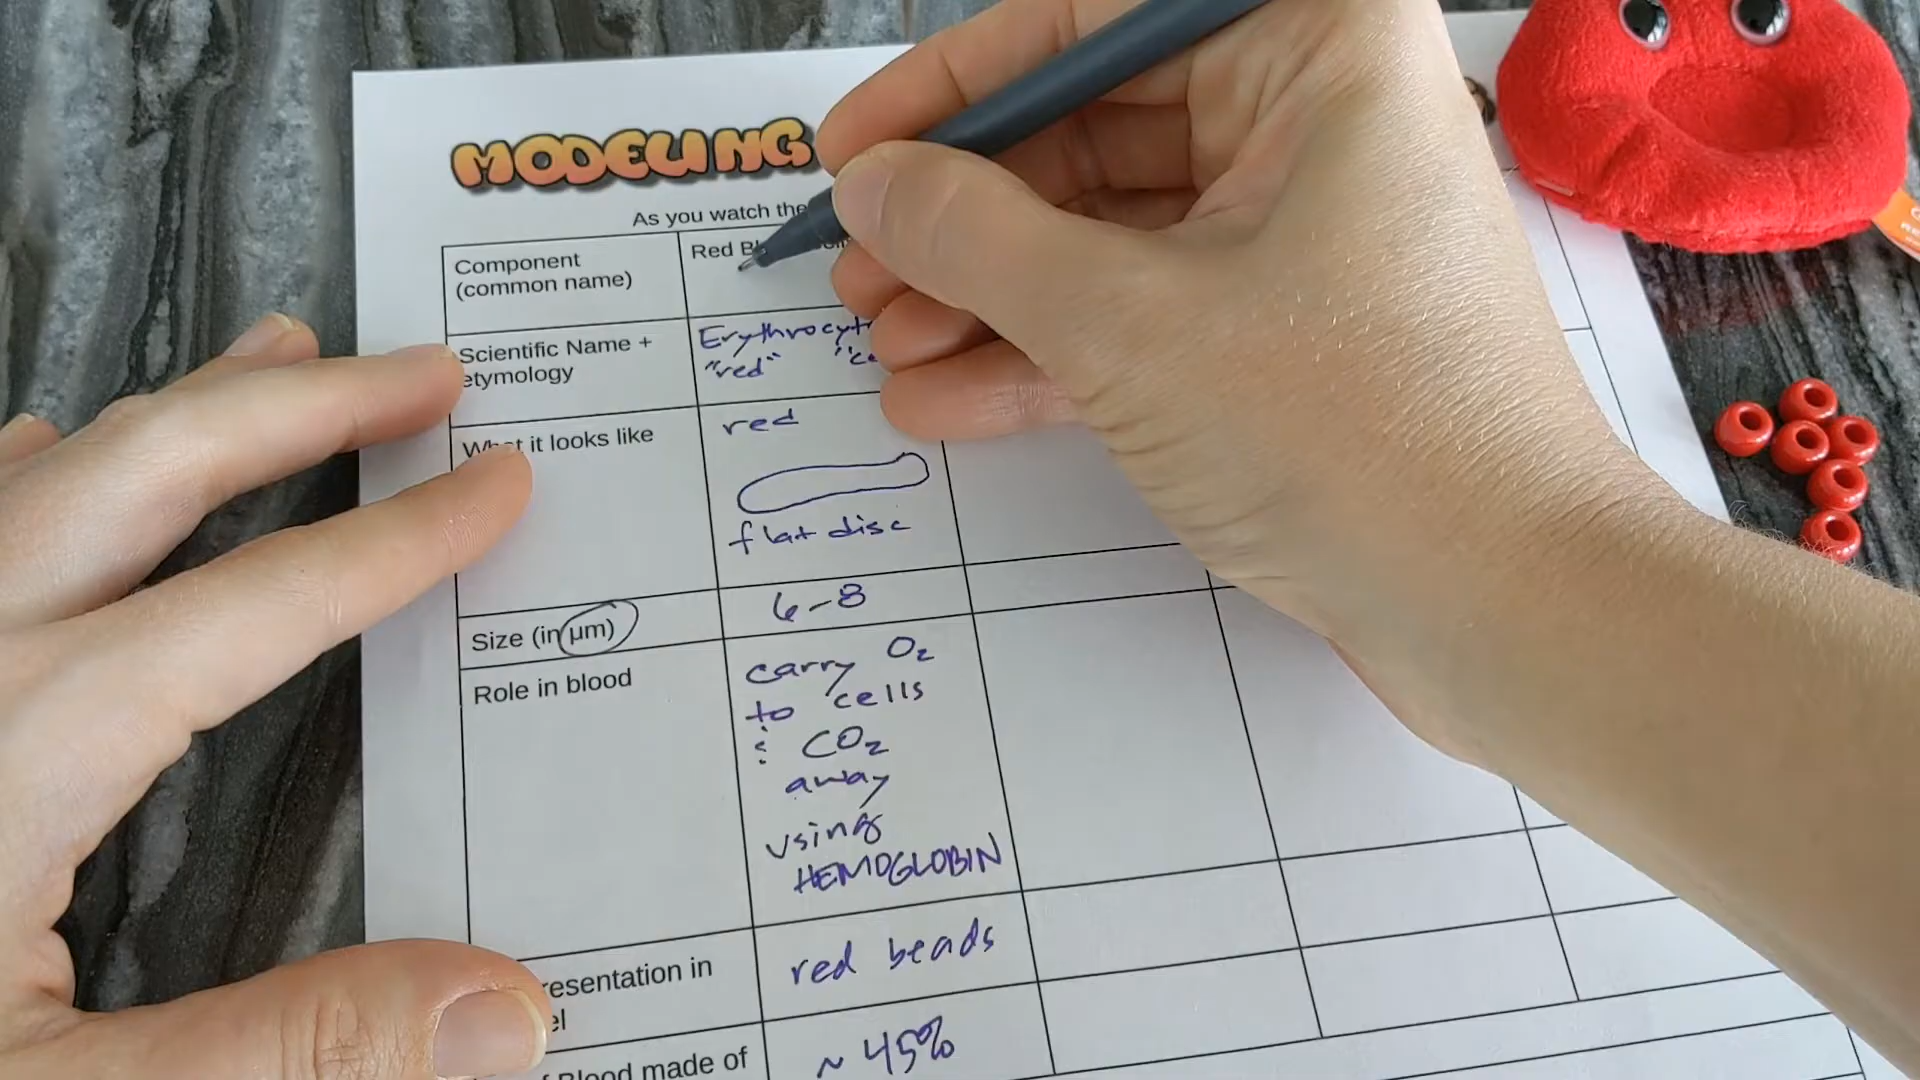 MODELING
As you watch the
Component
(common name)
Red
Scientific Name +
etymology
Erythrocyt
"red" "ce
What it looks like
red
flat disc
Size (in μm)
6-8
Role in blood
carry O₂
to cells
& CO₂
away
using
HEMOGLOBIN
resentation in
el
red beads
Blood made of
~ 45%